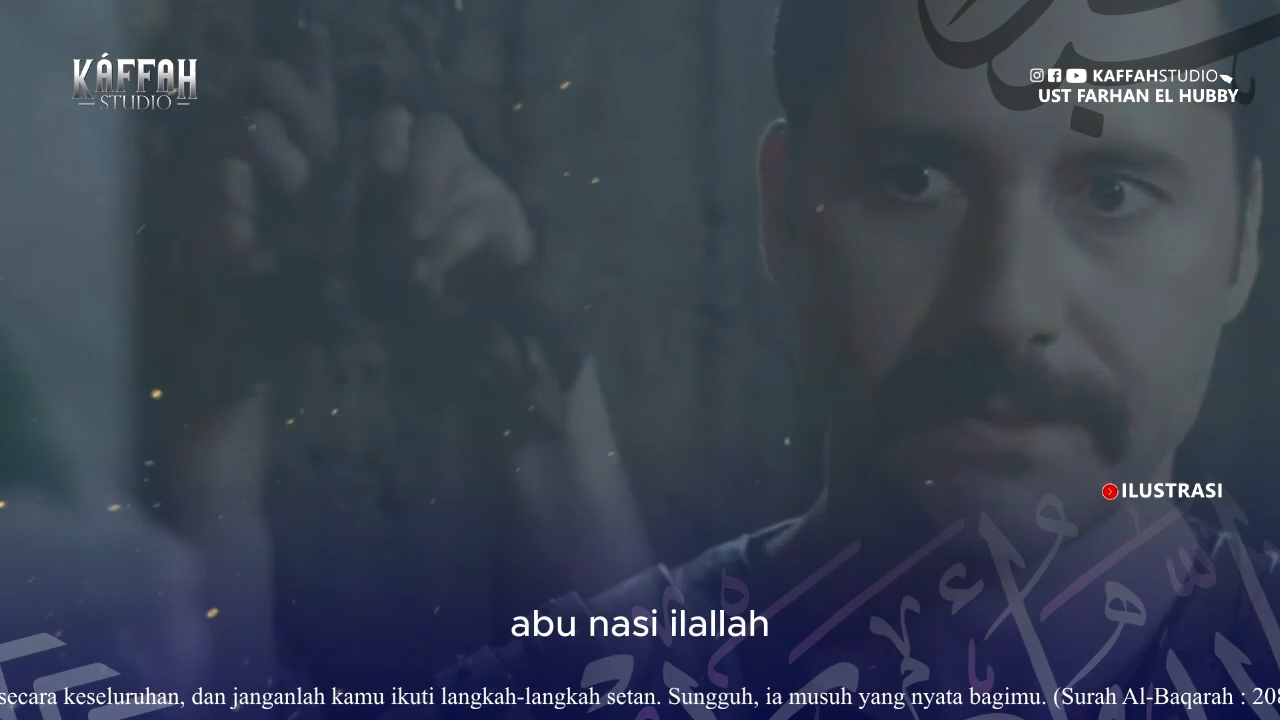 KÁFFAH
STUDIO
KAFFAHSTUDIO
UST FARHAN EL HUBBY
ILUSTRASI
abu nasi ilallah
secara keseluruhan, dan janganlah kamu ikuti langkah-langkah setan. Sungguh, ia musuh yang nyata bagimu. (Surah Al-Baqarah : 208